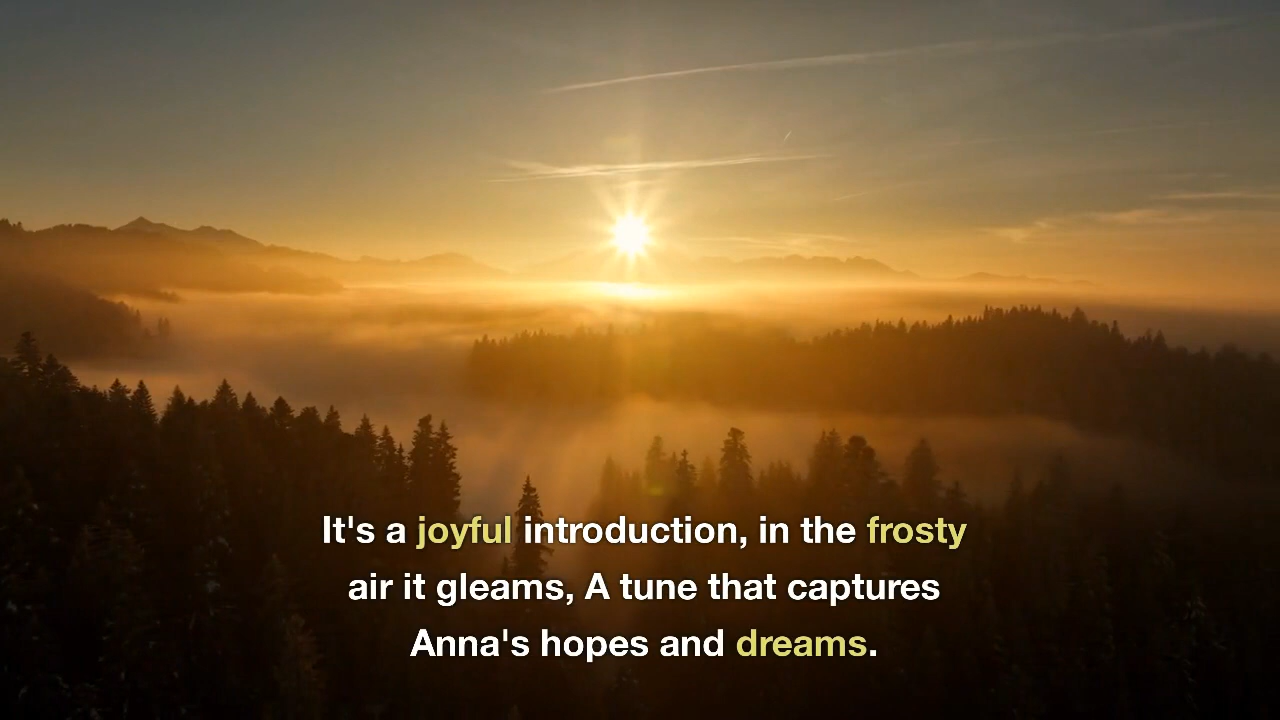 It's a joyful introduction, in the frosty
air it gleams, A tune that captures
Anna's hopes and dreams.